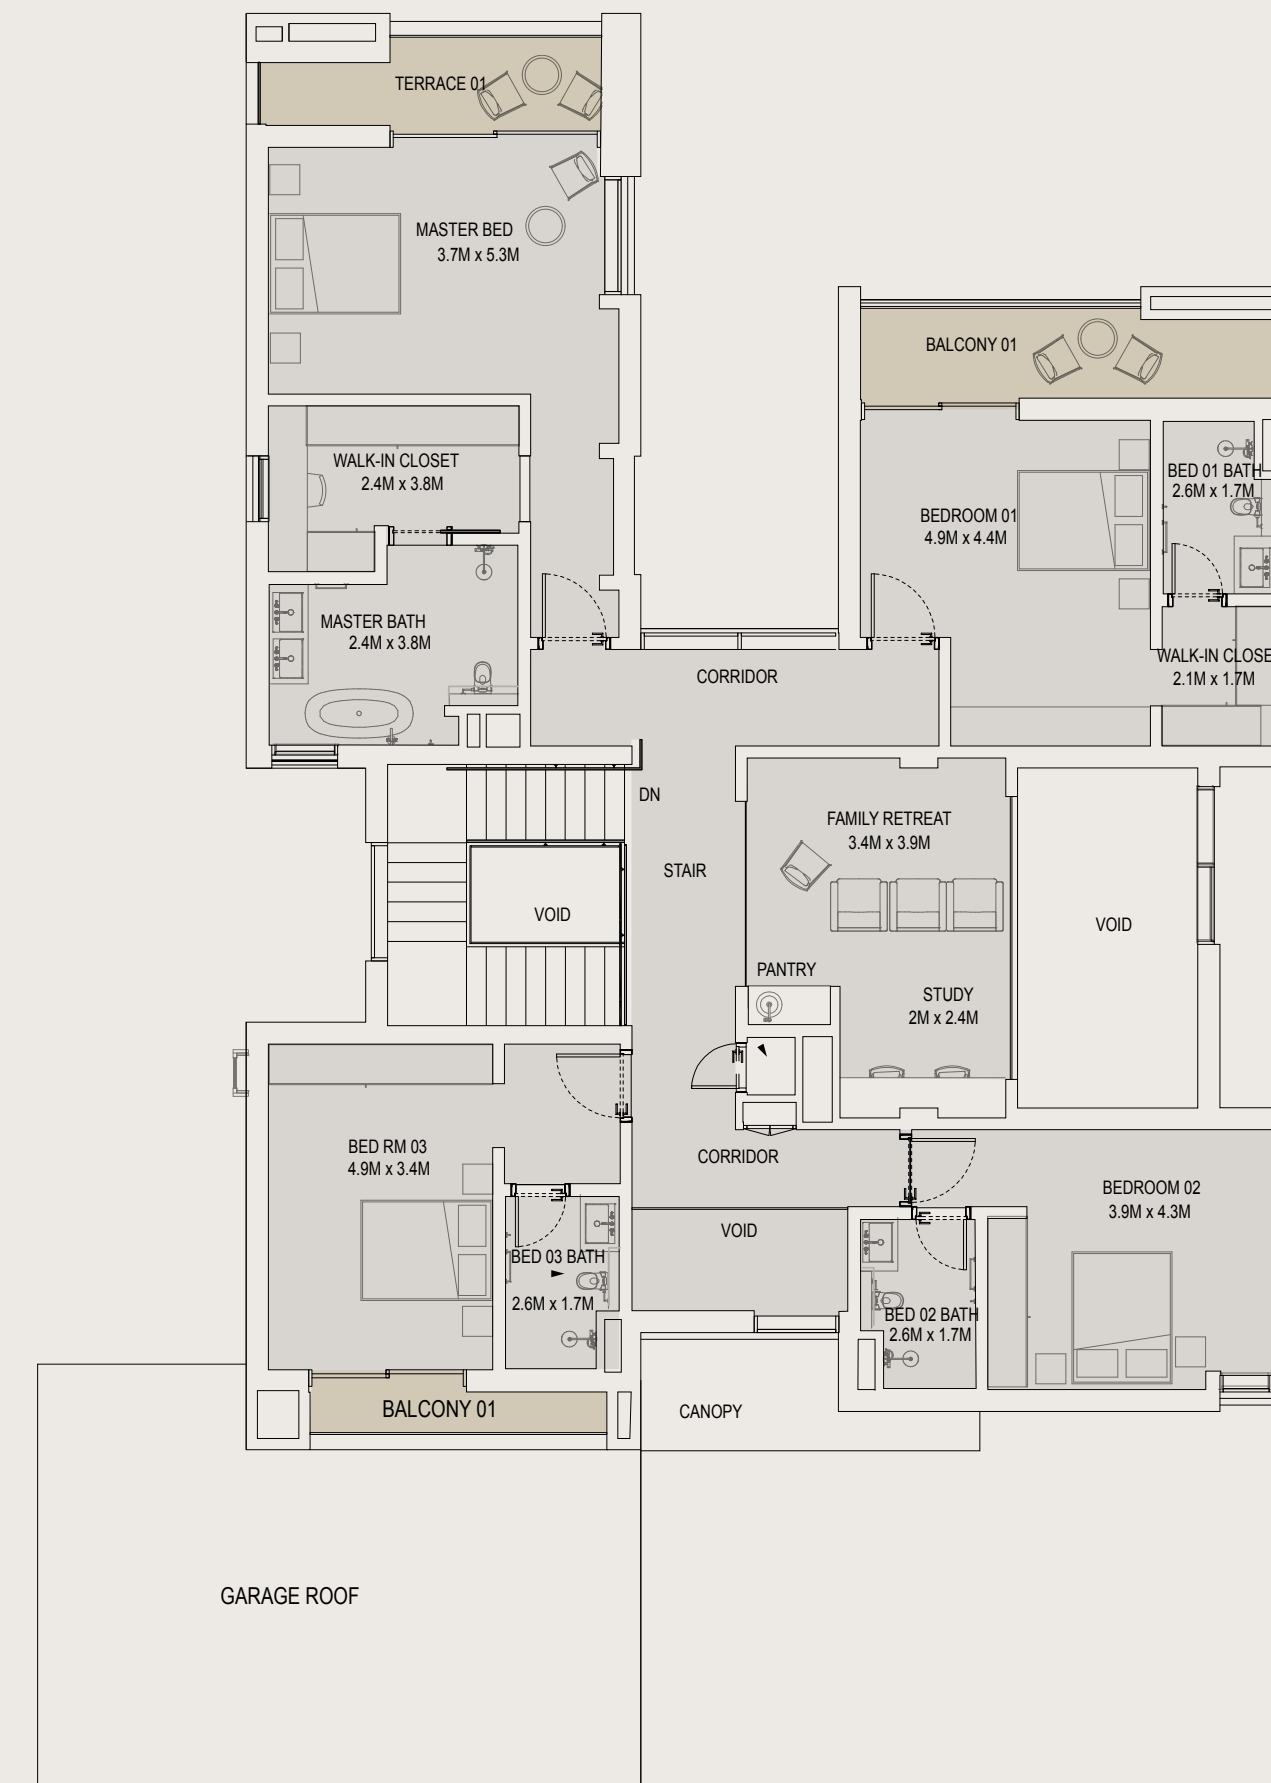 TERRACE 01
MASTER BED
3.7M x 5.3M
BALCONY 01
WALK-IN CLOSET
2.4M x 3.8M
BED 01 BATH
2.6M x 1.7M
BEDROOM 01
4.9M x 4.4M
MASTER BATH
2.4M x 3.8M
WALK-IN CLOSE
2.1M x 1.7M
CORRIDOR
DN
FAMILY RETREAT
3.4M x 3.9M
STAIR
VOID
VOID
PANTRY
STUDY
2M x 2.4M
BED RM 03
4.9M x 3.4M
CORRIDOR
BEDROOM 02
3.9M x 4.3M
VOID
BED 03 BATH
2.6M x 1.7M
BED 02 BATH
2.6M x 1.7M
BALCONY 01
CANOPY
GARAGE ROOF